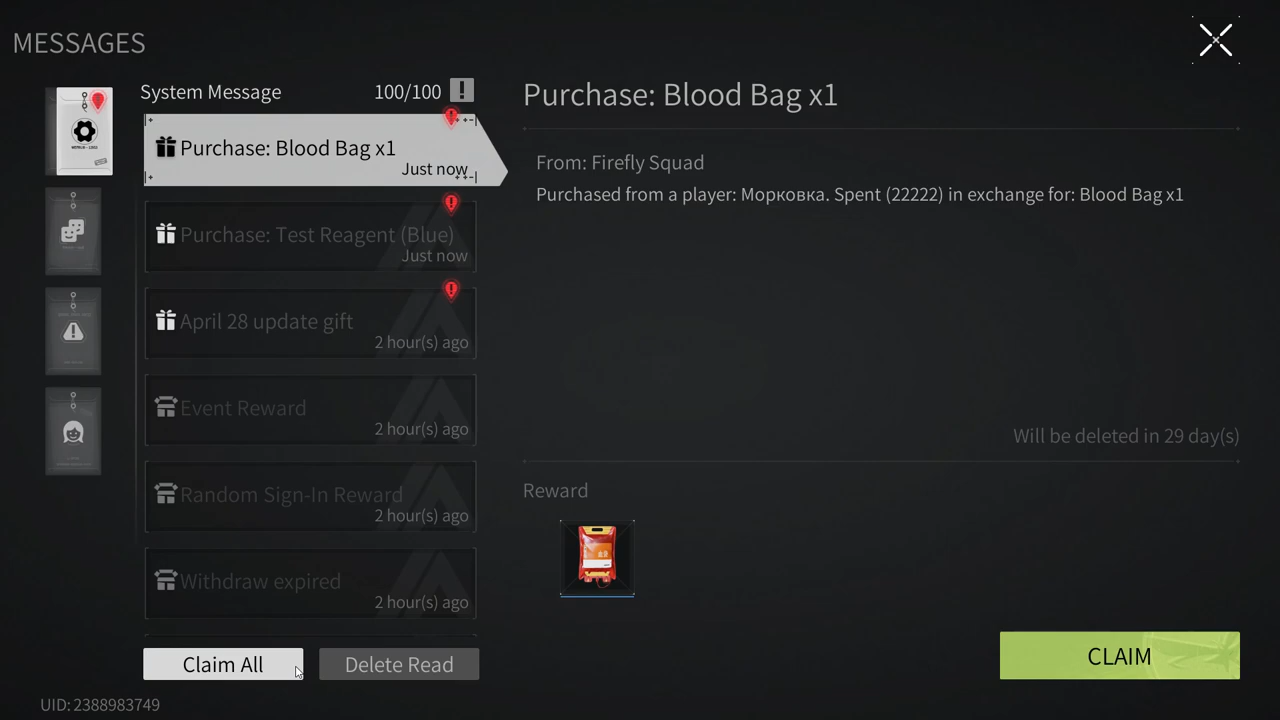 MESSAGES
System Message 100/100
Purchase: Blood Bag x1
Just now
Purchase: Test Reagent (Blue)
Just now
April 28 update gift
2 hour(s) ago
Event Reward
2 hour(s) ago
Random Sign-In Reward
2 hour(s) ago
Withdraw expired
2 hour(s) ago
Claim All
Delete Read
Purchase: Blood Bag x1
From: Firefly Squad
Purchased from a player: Морковка. Spent (22222) in exchange for: Blood Bag x1
Will be deleted in 29 day(s)
Reward
CLAIM
UID: 2388983749